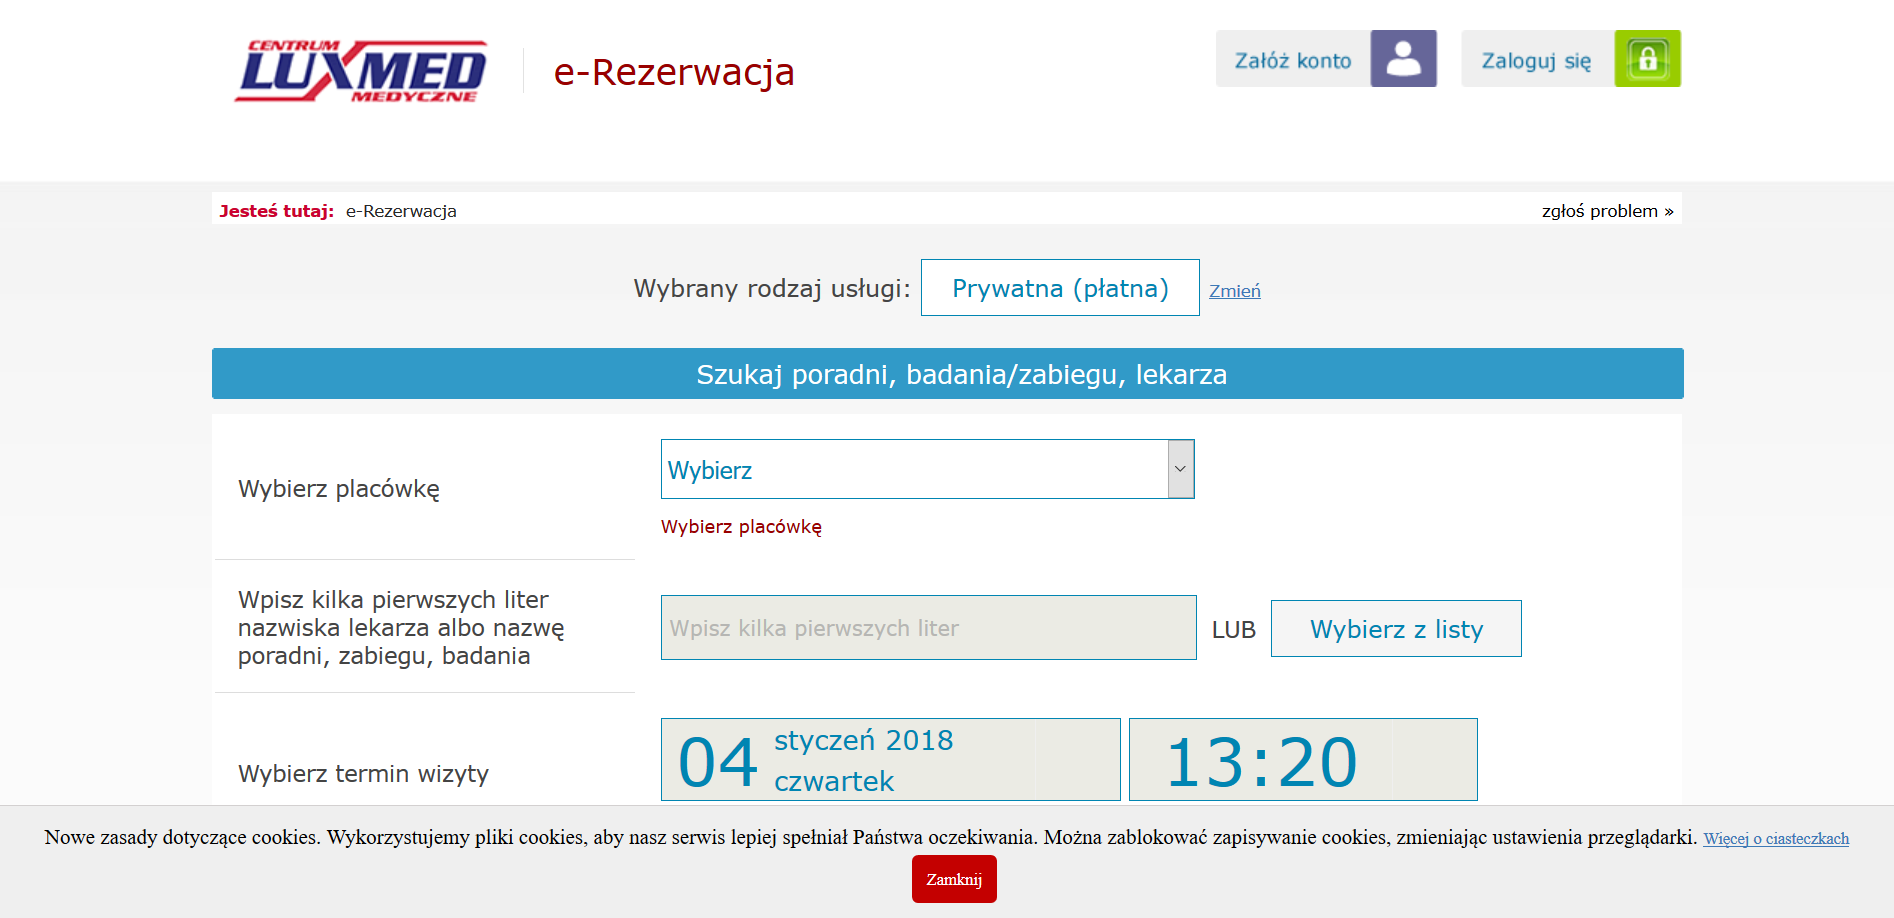 CENTRUM
LUXMED
MEDYCZNE
e-Rezerwacja
Załóż konto
Zaloguj się
Jesteś tutaj: e-Rezerwacja
zgłoś problem »
Wybrany rodzaj usługi: Prywatna (płatna) Zmień
Szukaj poradni, badania/zabiegu, lekarza
Wybierz placówkę
Wybierz
Wybierz placówkę
Wpisz kilka pierwszych liter
nazwiska lekarza albo nazwę
poradni, zabiegu, badania
Wpisz kilka pierwszych liter
LUB
Wybierz z listy
Wybierz termin wizyty
04
styczeń 2018
czwartek
13:20
Nowe zasady dotyczące cookies. Wykorzystujemy pliki cookies, aby nasz serwis lepiej spełniał Państwa oczekiwania. Można zablokować zapisywanie cookies, zmieniając ustawienia przeglądarki. Więcej o ciasteczkach
Zamknij